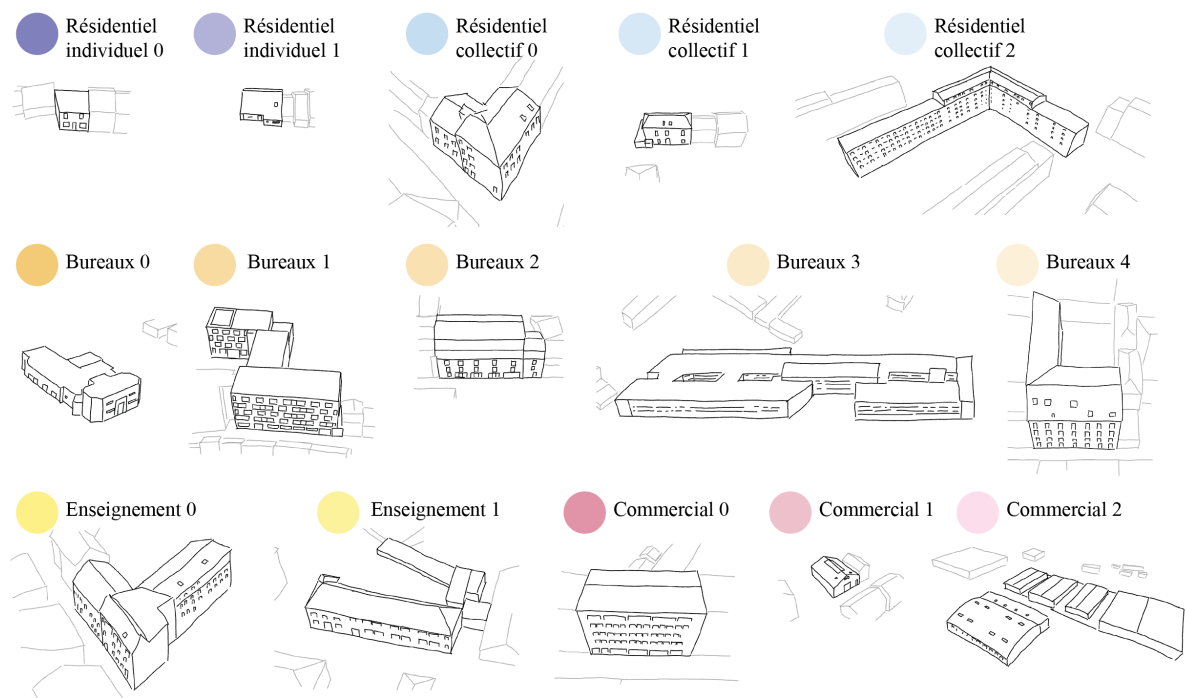 Résidentiel
individuel 0
Résidentiel
individuel 1
Résidentiel
collectif 0
Résidentiel
collectif 1
Résidentiel
collectif 2
Bureaux 0
Bureaux 1
Bureaux 2
Bureaux 3
Bureaux 4
Enseignement 0
Enseignement 1
Commercial 0
Commercial 1
Commercial 2